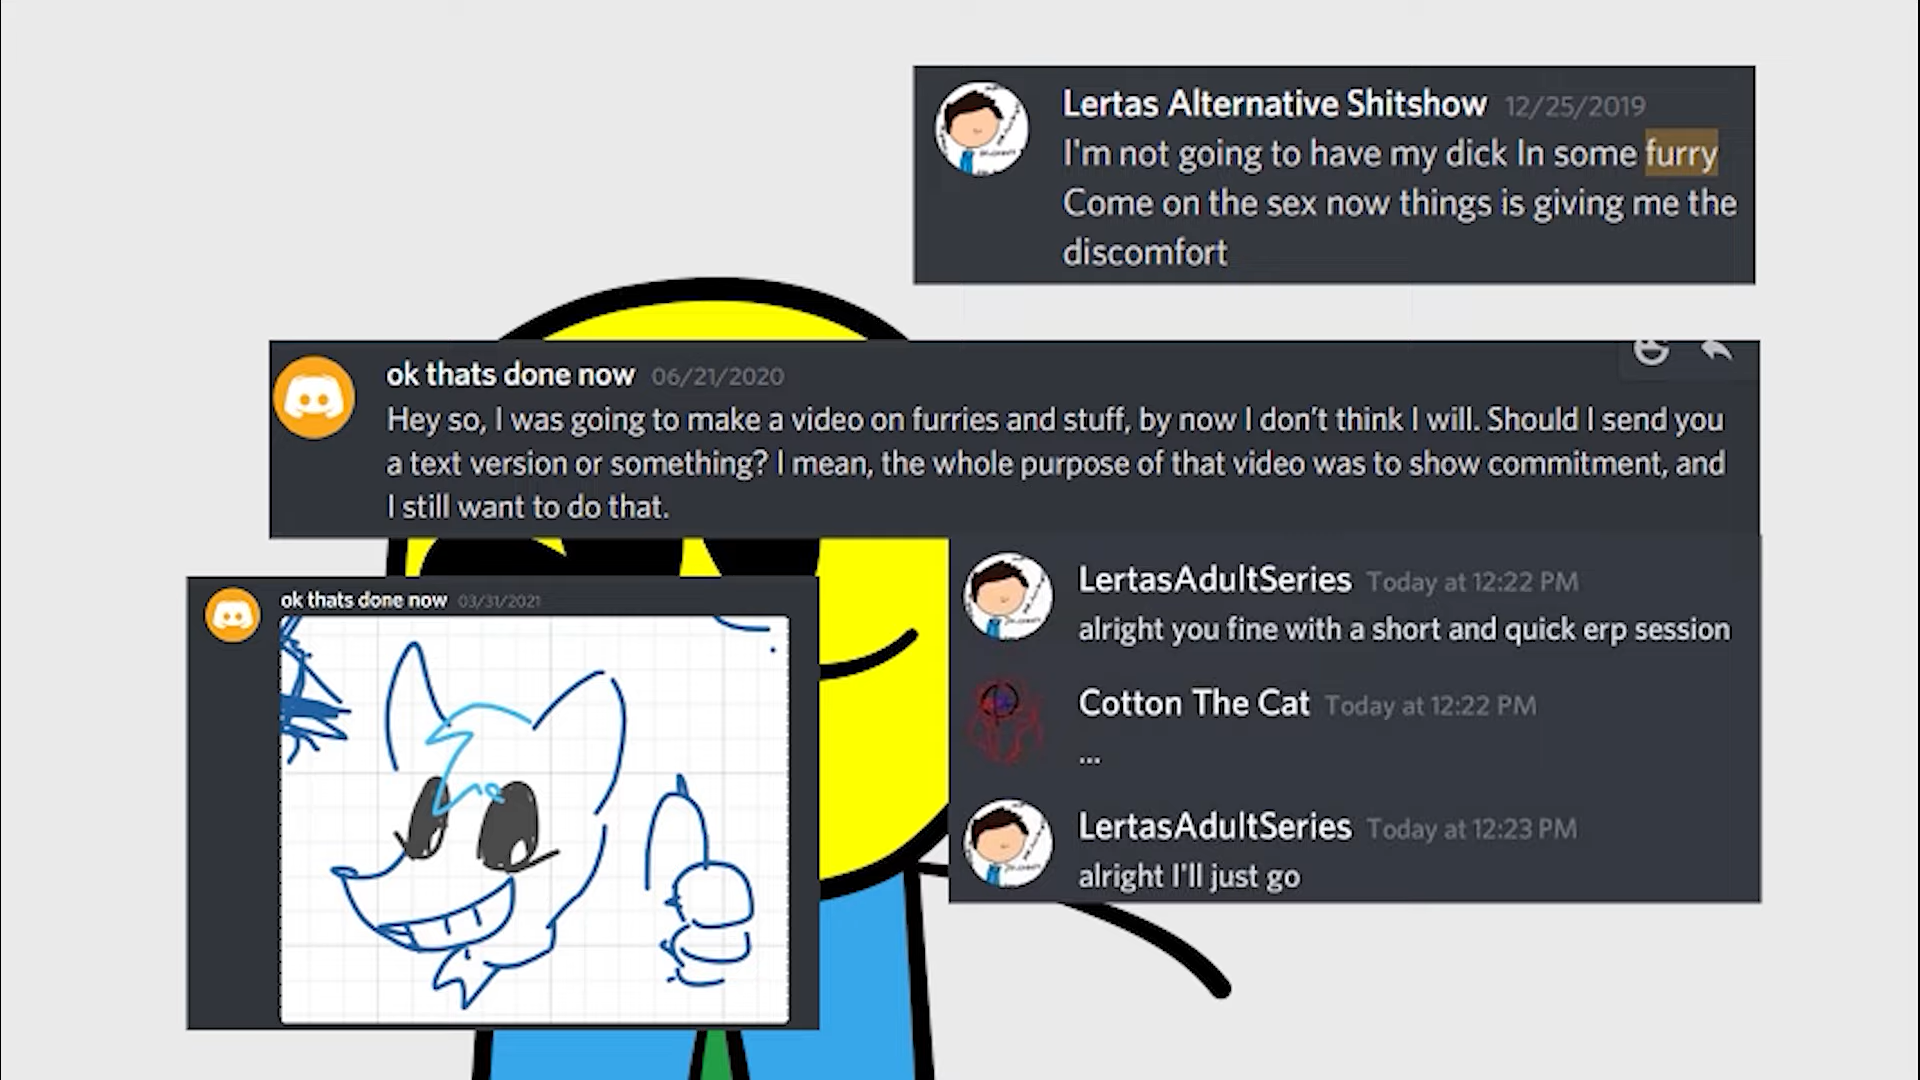 Lertas Alternative Shitshow 12/25/2019
I'm not going to have my dick In some furry
Come on the sex now things is giving me the
discomfort
ok thats done now 06/21/2020
Hey so, I was going to make a video on furries and stuff, by now I don’t think I will. Should I send you
a text version or something? I mean, the whole purpose of that video was to show commitment, and
I still want to do that.
ok thats done now 03/31/2021
LertasAdultSeries Today at 12:22 PM
alright you fine with a short and quick erp session
Cotton The Cat Today at 12:22 PM
...
LertasAdultSeries Today at 12:23 PM
alright I'll just go